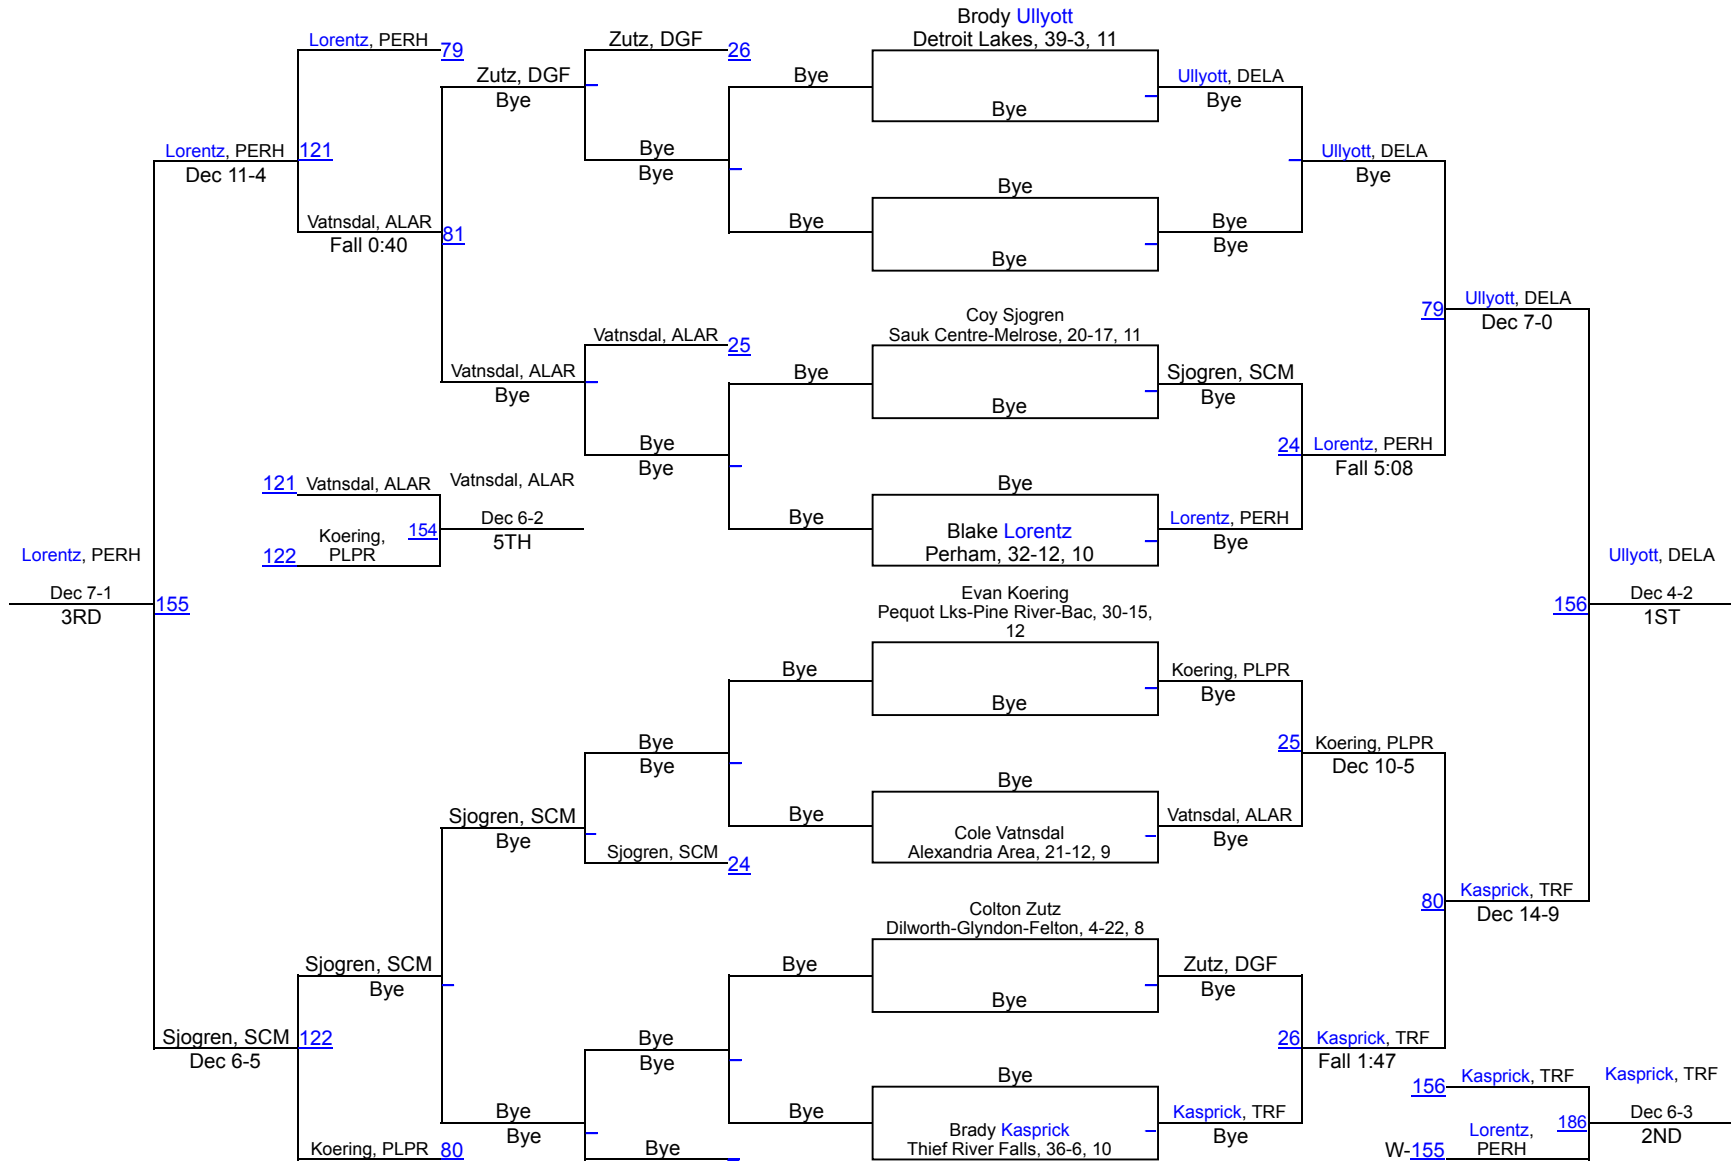 Brody Ullyott
Detroit Lakes, 39-3, 11
Lorentz, PERH
79
Zutz, DGF
26
Zutz, DGF
Bye
Bye
Bye
Ullyott, DELA
Bye
Lorentz, PERH
121
Dec 11-4
Bye
Bye
Ullyott, DELA
Bye
Bye
Vatnsdal, ALAR
Fall 0:40
81
Bye
Bye
Bye
Bye
Coy Sjogren
Sauk Centre-Melrose, 20-17, 11
79
Ullyott, DELA
Dec 7-0
Vatnsdal, ALAR
25
Vatnsdal, ALAR
Bye
Bye
Bye
Sjogren, SCM
Bye
Bye
Bye
24
Lorentz, PERH
Fall 5:08
121
Vatnsdal, ALAR
Vatnsdal, ALAR
Bye
154
Dec 6-2
5TH
Koering,
PLPR
122
Bye
Blake Lorentz
Perham, 32-12, 10
Lorentz, PERH
Bye
Lorentz, PERH
Dec 7-1
155
3RD
Ullyott, DELA
156
Dec 4-2
1ST
Evan Koering
Pequot Lks-Pine River-Bac, 30-15,
12
Bye
Bye
Koering, PLPR
Bye
Bye
Bye
25
Koering, PLPR
Dec 10-5
Bye
Sjogren, SCM
Bye
Bye
Cole Vatnsdal
Alexandria Area, 21-12, 9
Vatnsdal, ALAR
Bye
Sjogren, SCM
24
80
Kasprick, TRF
Dec 14-9
Colton Zutz
Dilworth-Glyndon-Felton, 4-22, 8
Sjogren, SCM
Bye
Bye
Bye
Zutz, DGF
Bye
Sjogren, SCM
122
Dec 6-5
Bye
Bye
26
Kasprick, TRF
Fall 1:47
Bye
Bye
Bye
Bye
Brady Kasprick
Thief River Falls, 36-6, 10
Kasprick, TRF
Bye
Koering, PLPR
80
Bye
156
Kasprick, TRF
Kasprick, TRF
186
Dec 6-3
2ND
Lorentz,
PERH
W-155